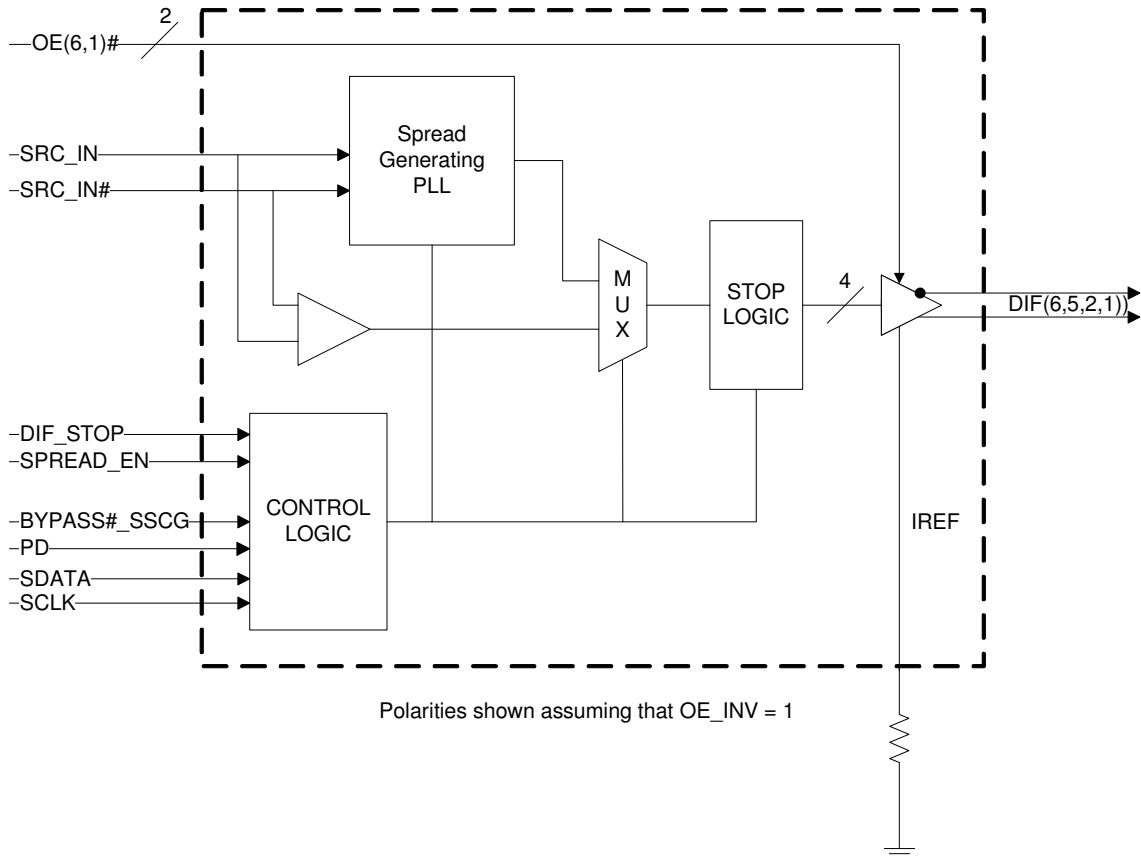 2
OE(6,1)#
SRC_IN
SRC_IN#
Spread
Generating
PLL
M
U
X
STOP
LOGIC
4
DIF(6,5,2,1))
DIF_STOP
SPREAD_EN
BYPASS#_SSCG
PD
SDATA
SCLK
CONTROL
LOGIC
IREF
Polarities shown assuming that OE_INV = 1